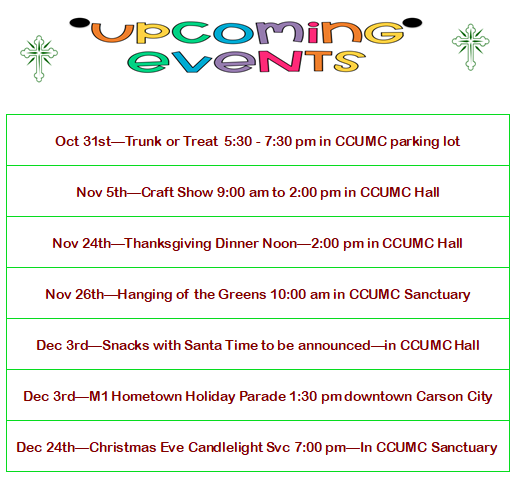 UPCOMING
EVENTS
Oct 31st—Trunk or Treat 5:30 - 7:30 pm in CCUMC parking lot
Nov 5th—Craft Show 9:00 am to 2:00 pm in CCUMC Hall
Nov 24th—Thanksgiving Dinner Noon—2:00 pm in CCUMC Hall
Nov 26th—Hanging of the Greens 10:00 am in CCUMC Sanctuary
Dec 3rd—Snacks with Santa Time to be announced—in CCUMC Hall
Dec 3rd—M1 Hometown Holiday Parade 1:30 pm downtown Carson City
Dec 24th—Christmas Eve Candlelight Svc 7:00 pm—In CCUMC Sanctuary